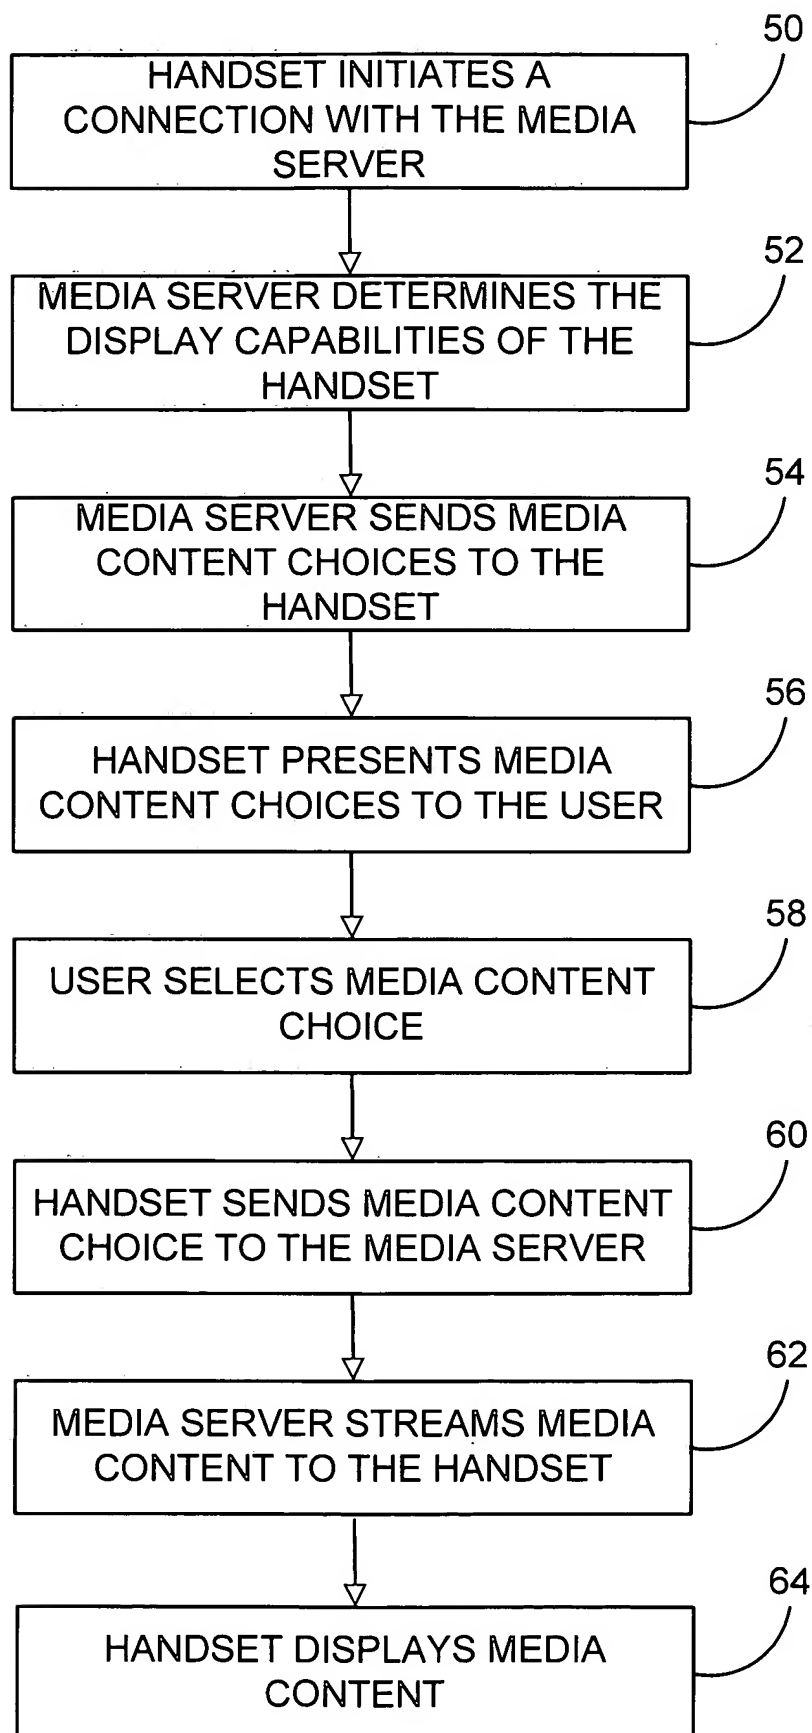 50
HANDSET INITIATES A
CONNECTION WITH THE MEDIA
SERVER
52
MEDIA SERVER DETERMINES THE
DISPLAY CAPABILITIES OF THE
HANDSET
54
MEDIA SERVER SENDS MEDIA
CONTENT CHOICES TO THE
HANDSET
56
HANDSET PRESENTS MEDIA
CONTENT CHOICES TO THE USER
58
USER SELECTS MEDIA CONTENT
CHOICE
60
HANDSET SENDS MEDIA CONTENT
CHOICE TO THE MEDIA SERVER
62
MEDIA SERVER STREAMS MEDIA
CONTENT TO THE HANDSET
64
HANDSET DISPLAYS MEDIA
CONTENT